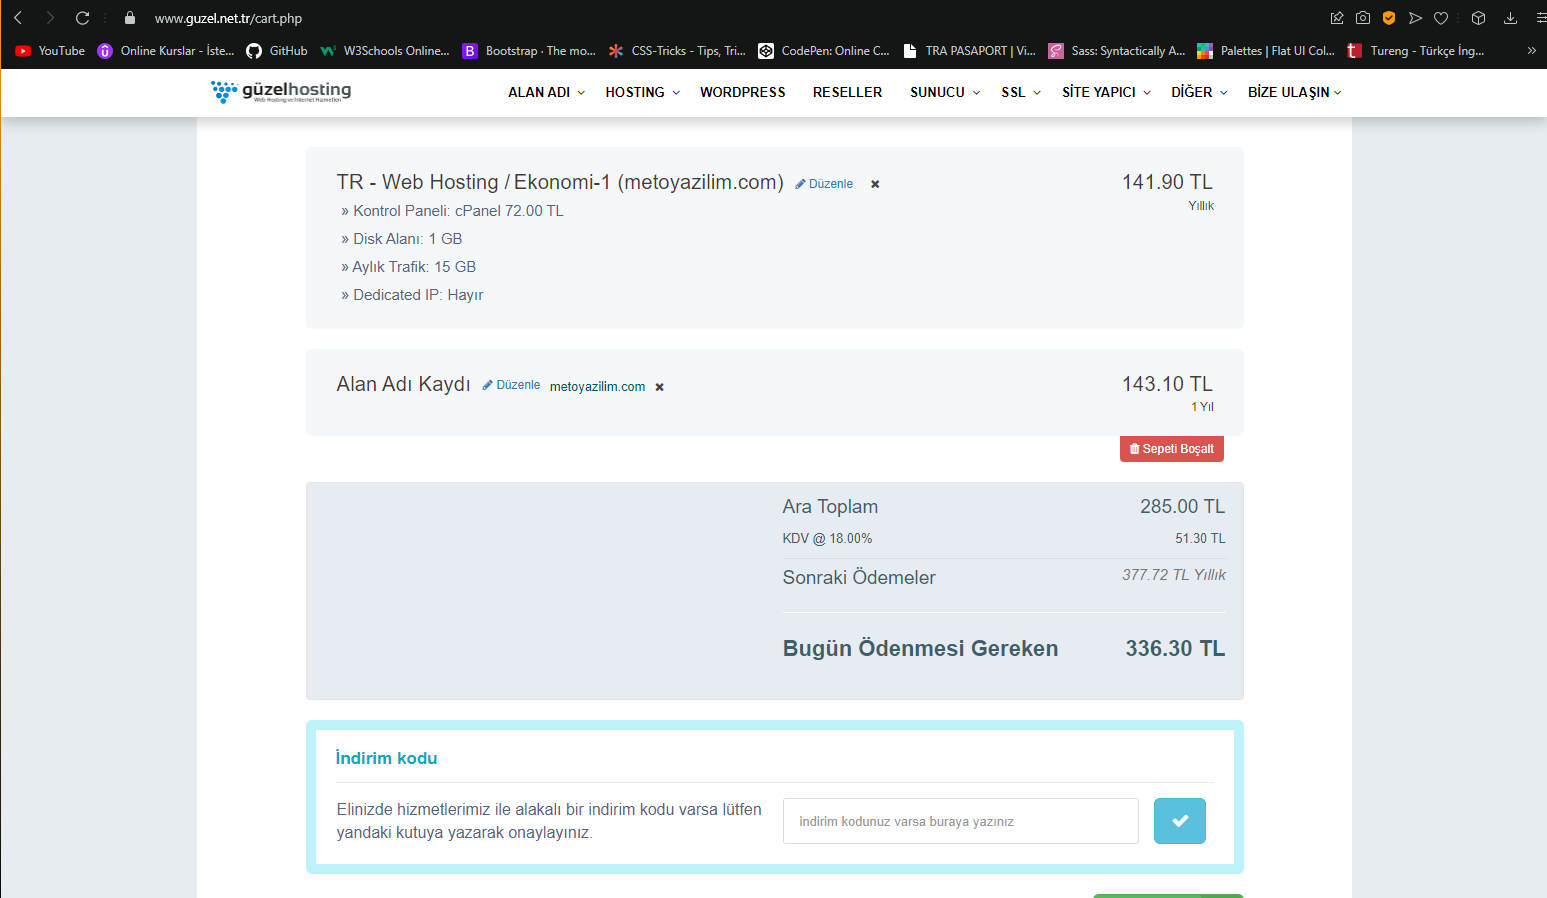 www.guzel.net.tr/cart.php
YouTube
Online Kurslar - İste...
GitHub
W3Schools Online...
Bootstrap · The mo...
CSS-Tricks - Tips, Tri...
CodePen: Online C...
TRA PASAPORT | Vi...
Sass: Syntactically A...
Palettes | Flat UI Col...
Tureng - Türkçe İng...
güzelhosting
Web Hosting ve İnternet Hizmetleri
ALAN ADI
HOSTING
WORDPRESS
RESELLER
SUNUCU
SSL
SİTE YAPICI
DİĞER
BİZE ULAŞIN
TR - Web Hosting / Ekonomi-1 (metoyazilim.com) Düzenle
141.90 TL
Yıllık
» Kontrol Paneli: cPanel 72.00 TL
» Disk Alanı: 1 GB
» Aylık Trafik: 15 GB
» Dedicated IP: Hayır
Alan Adı Kaydı Düzenle metoyazilim.com
143.10 TL
1 Yıl
Sepeti Boşalt
Ara Toplam 285.00 TL
KDV @ 18.00% 51.30 TL
Sonraki Ödemeler 377.72 TL Yıllık
Bugün Ödenmesi Gereken 336.30 TL
İndirim kodu
Elinizde hizmetlerimiz ile alakalı bir indirim kodu varsa lütfen
yandaki kutuya yazarak onaylayınız.
indirim kodunuz varsa buraya yazınız